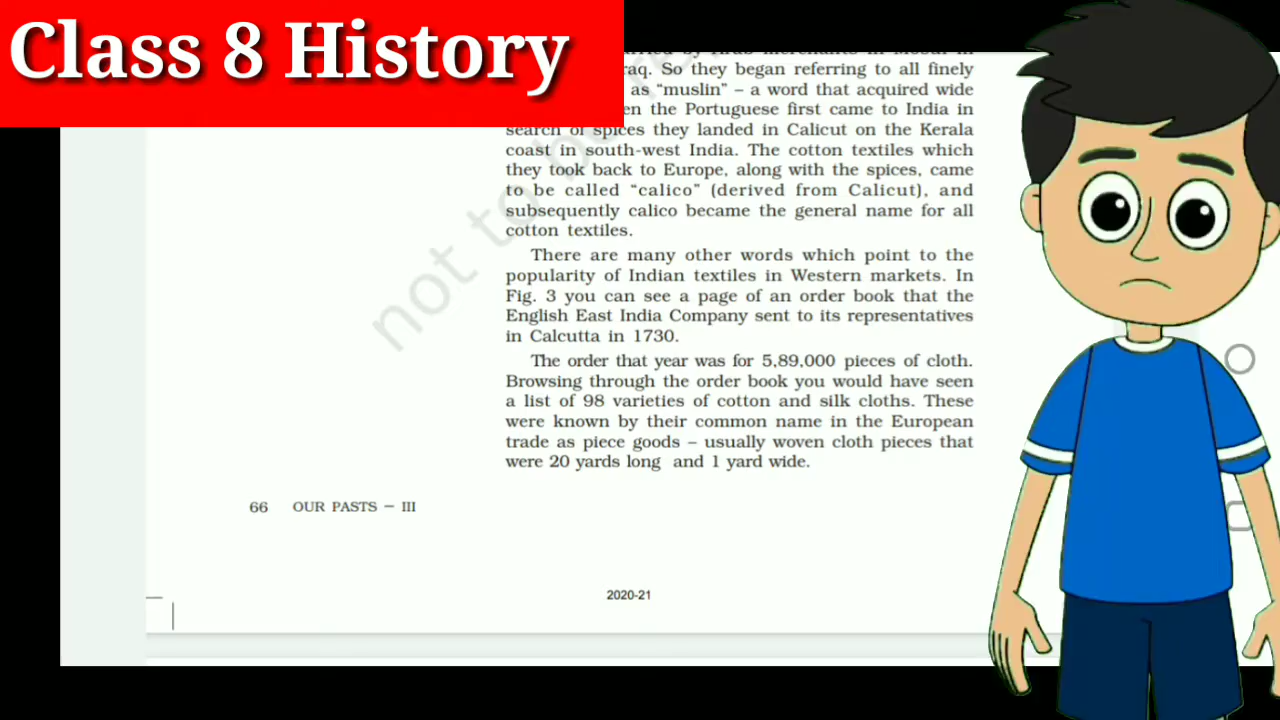 Class 8 History
raq. So they began referring to all finely
as “muslin” – a word that acquired wide
en the Portuguese first came to India in
search of spices they landed in Calicut on the Kerala
coast in south-west India. The cotton textiles which
they took back to Europe, along with the spices, came
to be called “calico” (derived from Calicut), and
subsequently calico became the general name for all
cotton textiles.
There are many other words which point to the
popularity of Indian textiles in Western markets. In
Fig. 3 you can see a page of an order book that the
English East India Company sent to its representatives
in Calcutta in 1730.
The order that year was for 5,89,000 pieces of cloth.
Browsing through the order book you would have seen
a list of 98 varieties of cotton and silk cloths. These
were known by their common name in the European
trade as piece goods – usually woven cloth pieces that
were 20 yards long and 1 yard wide.
66 OUR PASTS – III
2020-21
not to be